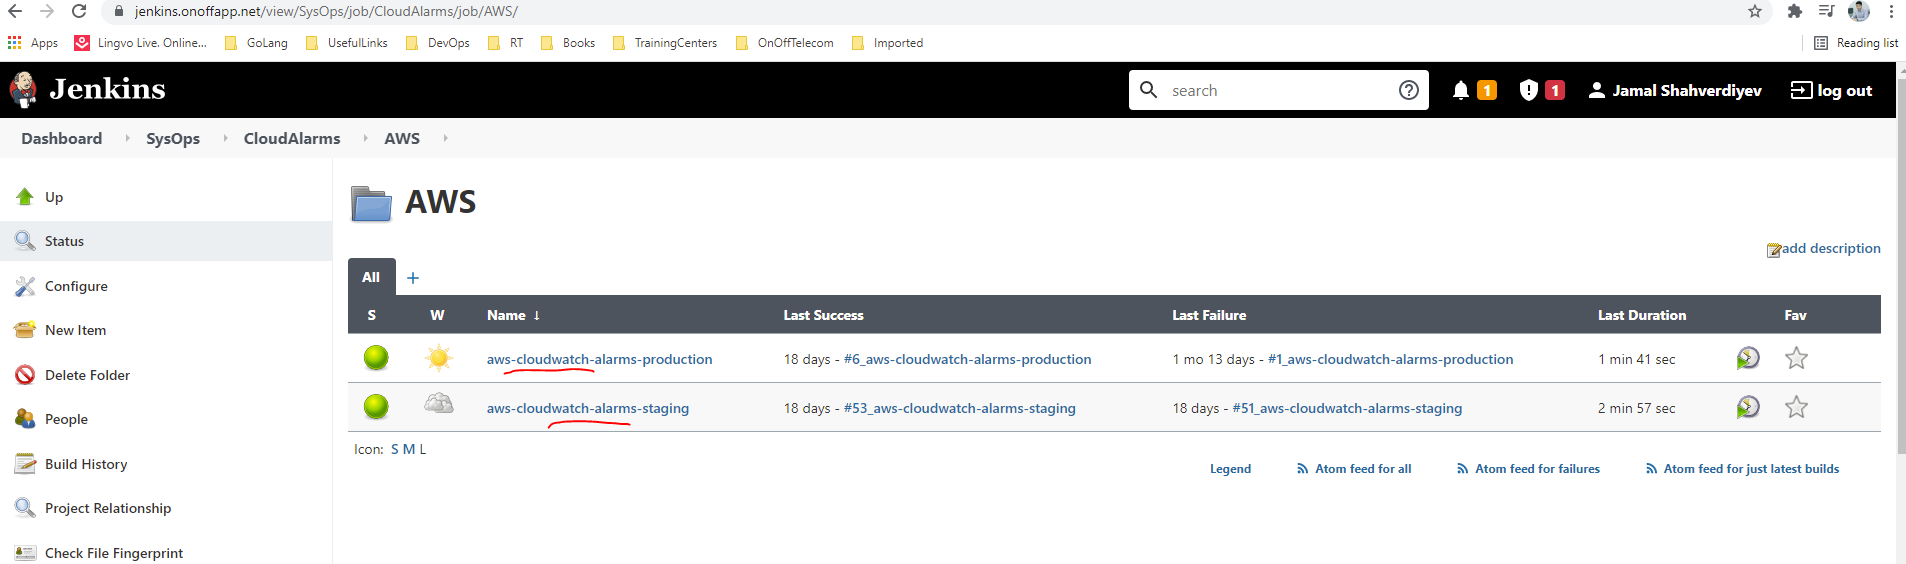 jenkins.onoffapp.net/view/SysOps/job/CloudAlarms/job/AWS/
Apps Lingvo Live. Online... GoLang UsefulLinks DevOps RT Books TrainingCenters OnOffTelecom Imported Reading list
Jenkins search 1 1 Jamal Shahverdiyev log out
Dashboard SysOps CloudAlarms AWS
Up
Status
Configure
New Item
Delete Folder
People
Build History
Project Relationship
Check File Fingerprint
AWS
add description
All +
S W Name ↓ Last Success Last Failure Last Duration Fav
aws-cloudwatch-alarms-production 18 days - #6_aws-cloudwatch-alarms-production 1 mo 13 days - #1_aws-cloudwatch-alarms-production 1 min 41 sec
aws-cloudwatch-alarms-staging 18 days - #53_aws-cloudwatch-alarms-staging 18 days - #51_aws-cloudwatch-alarms-staging 2 min 57 sec
Icon: S M L
Legend Atom feed for all Atom feed for failures Atom feed for just latest builds